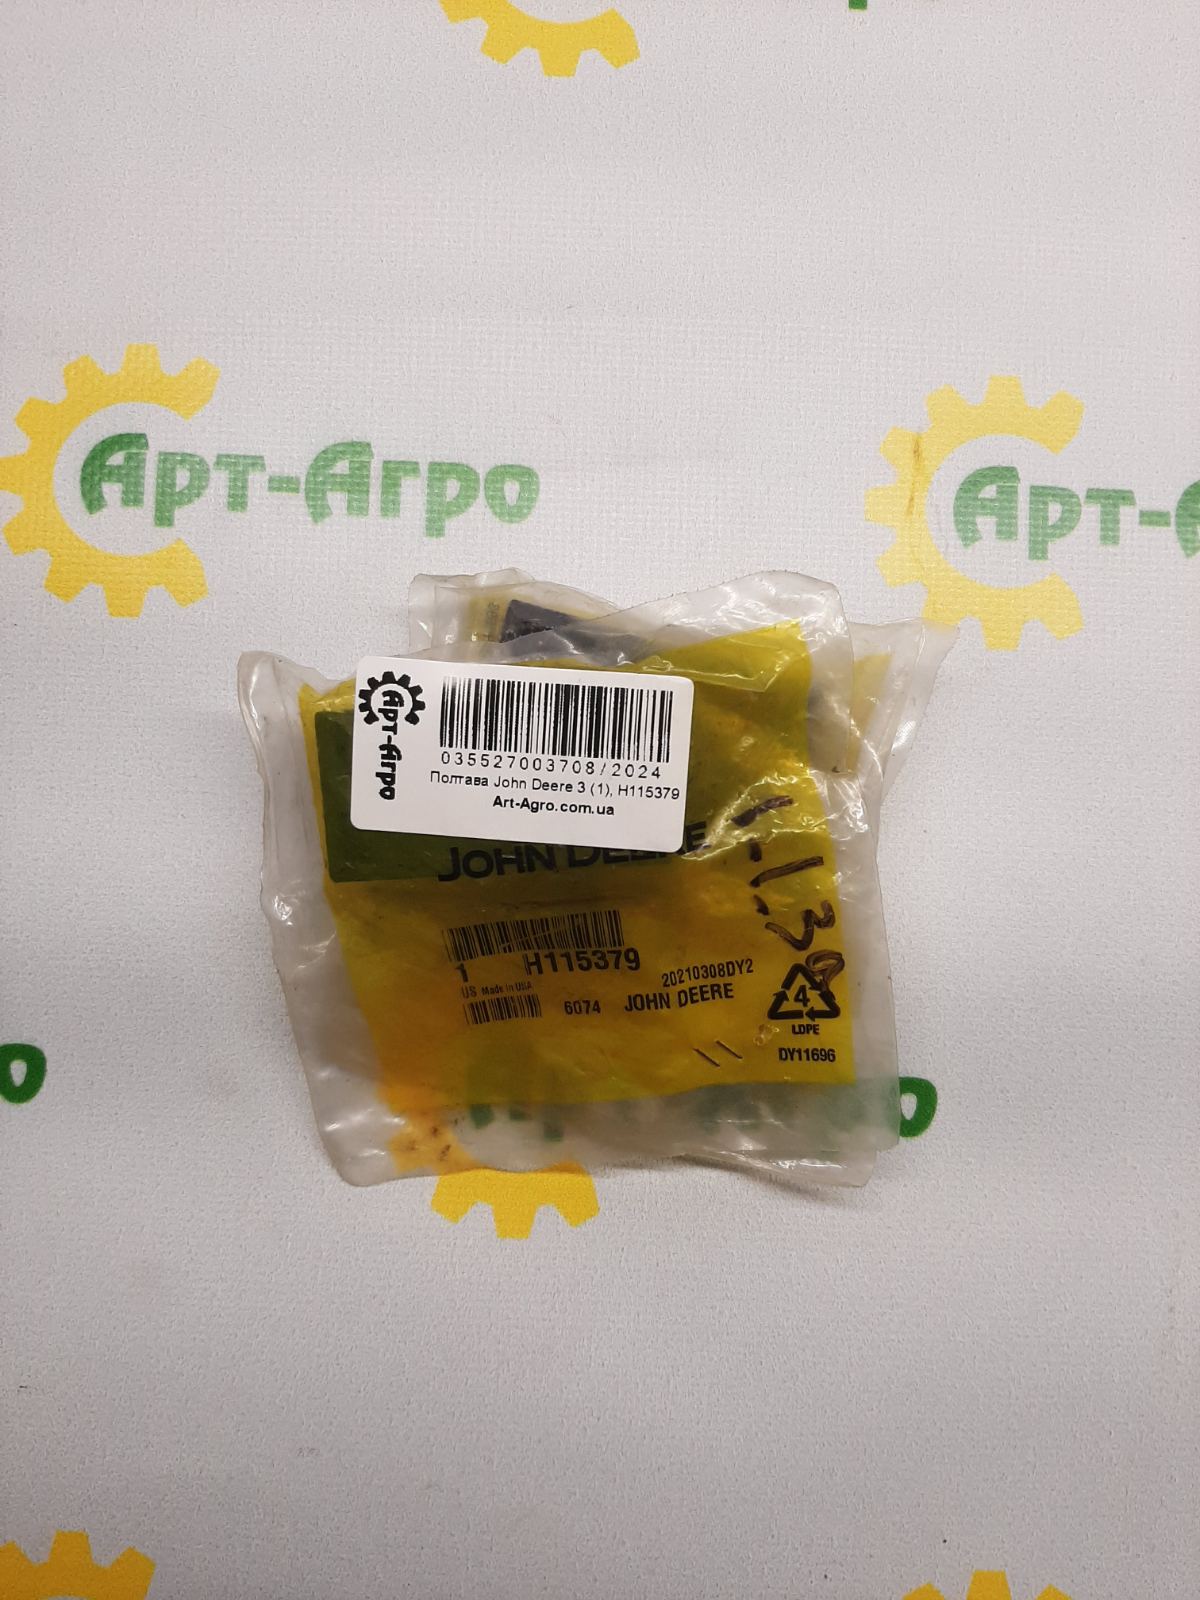 Арт-Агро
Арт-
Арт-Агро
035527003708/2024
Полтава John Deere 3 (1), H115379
Art-Agro.com.ua
JOHN DEERE
1 H115379
US Made in USA
20210308DY2
6074 JOHN DEERE
4
LDPE
DY11696